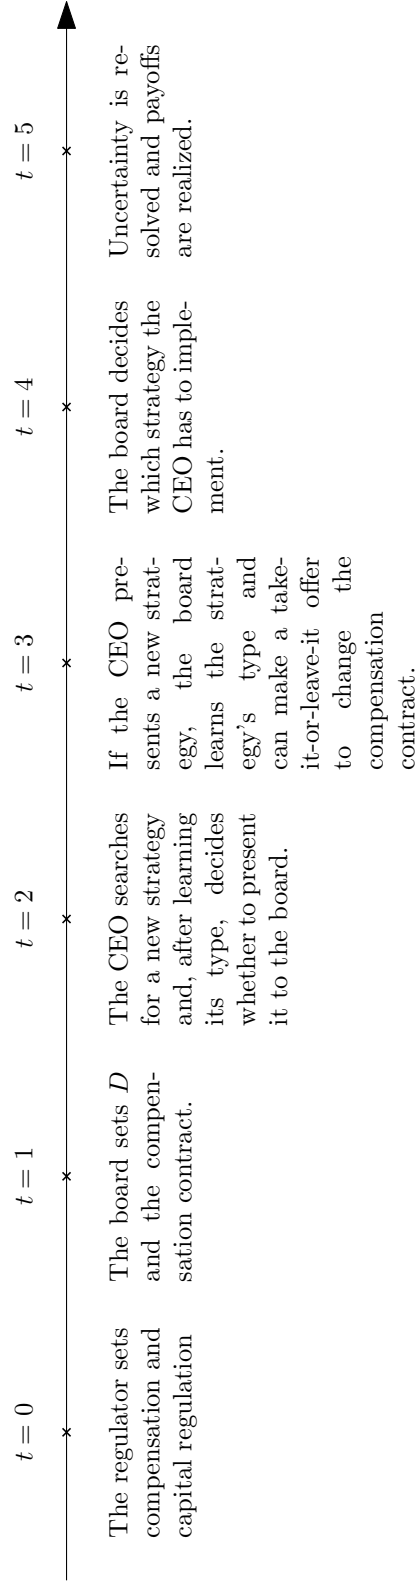 t = 0
The regulator sets
compensation and
capital regulation
t = 1
The board sets D
and the compen-
sation contract.
t = 2
The CEO searches
for a new strategy
and, after learning
its type, decides
whether to present
it to the board.
t = 3
If the CEO pre-
sents a new strat-
egy, the board
learns the strat-
egy's type and
can make a take-
it-or-leave-it offer
to change the
compensation
contract.
t = 4
The board decides
which strategy the
CEO has to imple-
ment.
t = 5
Uncertainty is re-
solved and payoffs
are realized.